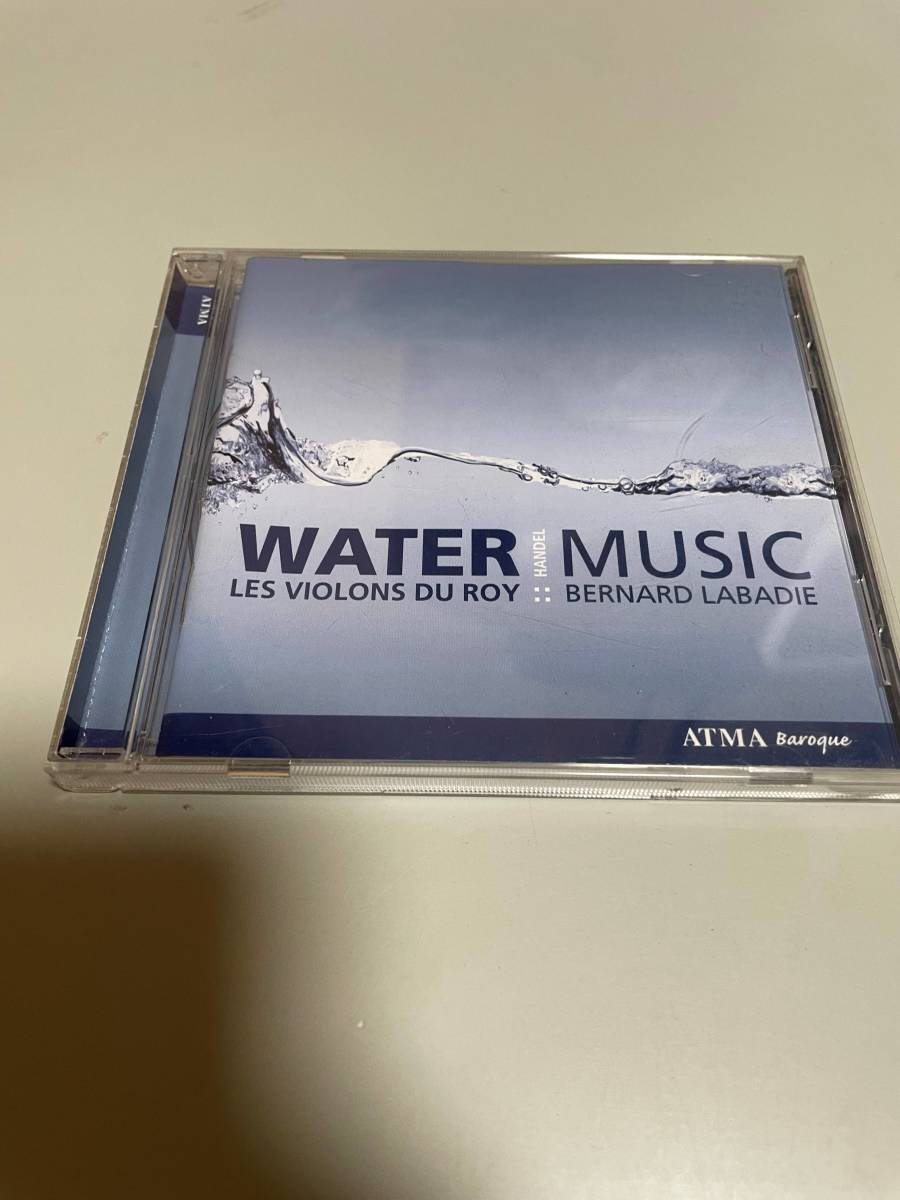 ATMA
WATER HANDEL MUSIC
LES VIOLONS DU ROY :: BERNARD LABADIE
ATMA Baroque